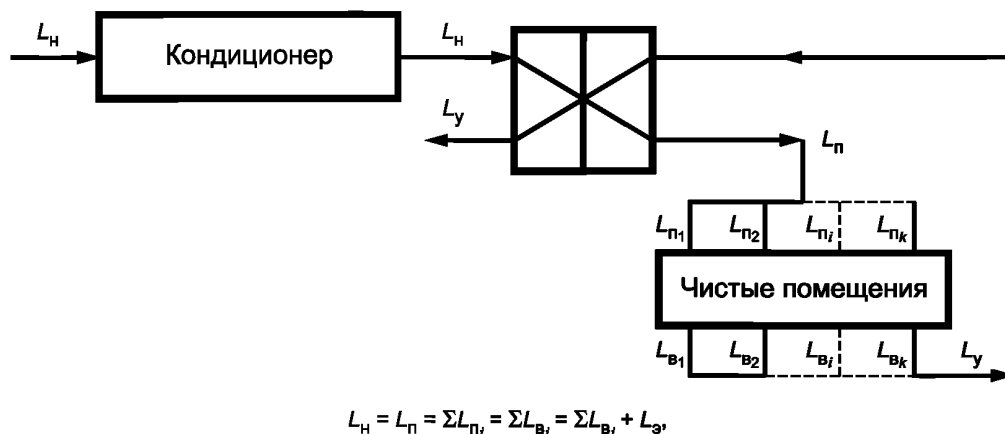 Lн Кондиционер Lн
Lу
Lп
Lп₁ Lп₂ Lпᵢ Lпₖ
Чистые помещения
Lв₁ Lв₂ Lвᵢ Lвₖ Lу
Lн = Lп = ΣLпᵢ = ΣLвᵢ = ΣLвᵢ + Lэ,